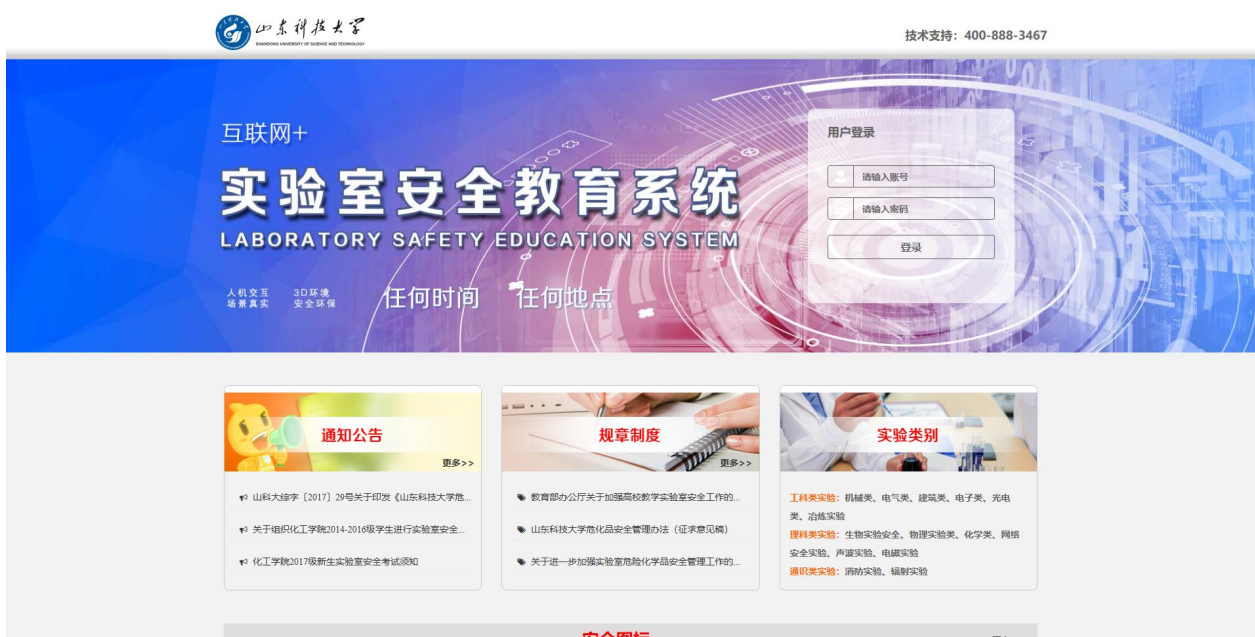 山东科技大学
SHANDONG UNIVERSITY OF SCIENCE AND TECHNOLOGY
技术支持：400-888-3467
互联网+
实验室安全教育系统
LABORATORY SAFETY EDUCATION SYSTEM
人机交互 3D环境
场景真实 安全环保
任何时间 任何地点
用户登录
请输入账号
请输入密码
登录
通知公告
更多>>
山科大综字〔2017〕29号关于印发《山东科技大学危...
关于组织化工学院2014-2016级学生进行实验室安全...
化工学院2017级新生实验室安全考试须知
规章制度
更多>>
教育部办公厅关于加强高校教学实验室安全工作的...
山东科技大学危化品安全管理办法（征求意见稿）
关于进一步加强实验室危险化学品安全管理工作的...
实验类别
工科类实验：机械类、电气类、建筑类、电子类、光电
类、冶炼实验
理科类实验：生物实验安全、物理实验类、化学类、网络
安全实验、声波实验、电磁实验
通识类实验：消防实验、辐射实验
安全图标